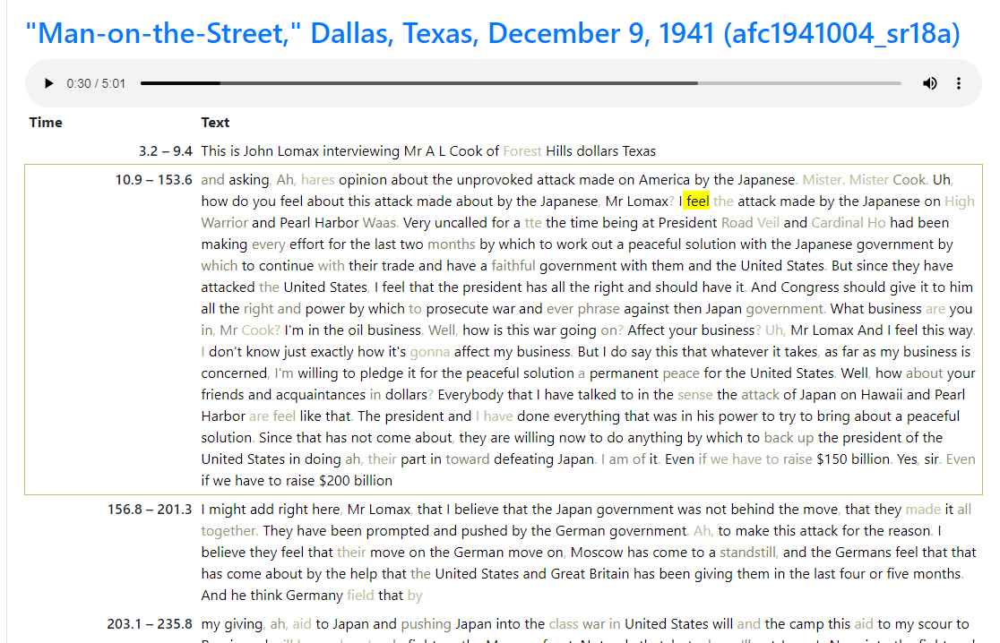 "Man-on-the-Street," Dallas, Texas, December 9, 1941 (afc1941004_sr18a)
0:30 / 5:01
Time Text
3.2 – 9.4 This is John Lomax interviewing Mr A L Cook of Forest Hills dollars Texas
10.9 – 153.6 and asking, Ah, hares opinion about the unprovoked attack made on America by the Japanese. Mister. Mister Cook. Uh,
how do you feel about this attack made about by the Japanese, Mr Lomax? I feel the attack made by the Japanese on High
Warrior and Pearl Harbor Waas. Very uncalled for a tte the time being at President Road Veil and Cardinal Ho had been
making every effort for the last two months by which to work out a peaceful solution with the Japanese government by
which to continue with their trade and have a faithful government with them and the United States. But since they have
attacked the United States, I feel that the president has all the right and should have it. And Congress should give it to him
all the right and power by which to prosecute war and ever phrase against then Japan government. What business are you
in, Mr Cook? I'm in the oil business. Well, how is this war going on? Affect your business? Uh, Mr Lomax And I feel this way.
I don't know just exactly how it's gonna affect my business. But I do say this that whatever it takes, as far as my business is
concerned, I'm willing to pledge it for the peaceful solution a permanent peace for the United States. Well, how about your
friends and acquaintances in dollars? Everybody that I have talked to in the sense the attack of Japan on Hawaii and Pearl
Harbor are feel like that. The president and I have done everything that was in his power to try to bring about a peaceful
solution. Since that has not come about, they are willing now to do anything by which to back up the president of the
United States in doing ah, their part in toward defeating Japan. I am of it. Even if we have to raise $150 billion. Yes, sir. Even
if we have to raise $200 billion
156.8 – 201.3 I might add right here, Mr Lomax, that I believe that the Japan government was not behind the move, that they made it all
together. They have been prompted and pushed by the German government. Ah, to make this attack for the reason. I
believe they feel that their move on the German move on, Moscow has come to a standstill, and the Germans feel that that
has come about by the help that the United States and Great Britain has been giving them in the last four or five months.
And he think Germany field that by
203.1 – 235.8 my giving, ah, aid to Japan and pushing Japan into the class war in United States will and the camp this aid to my scour to